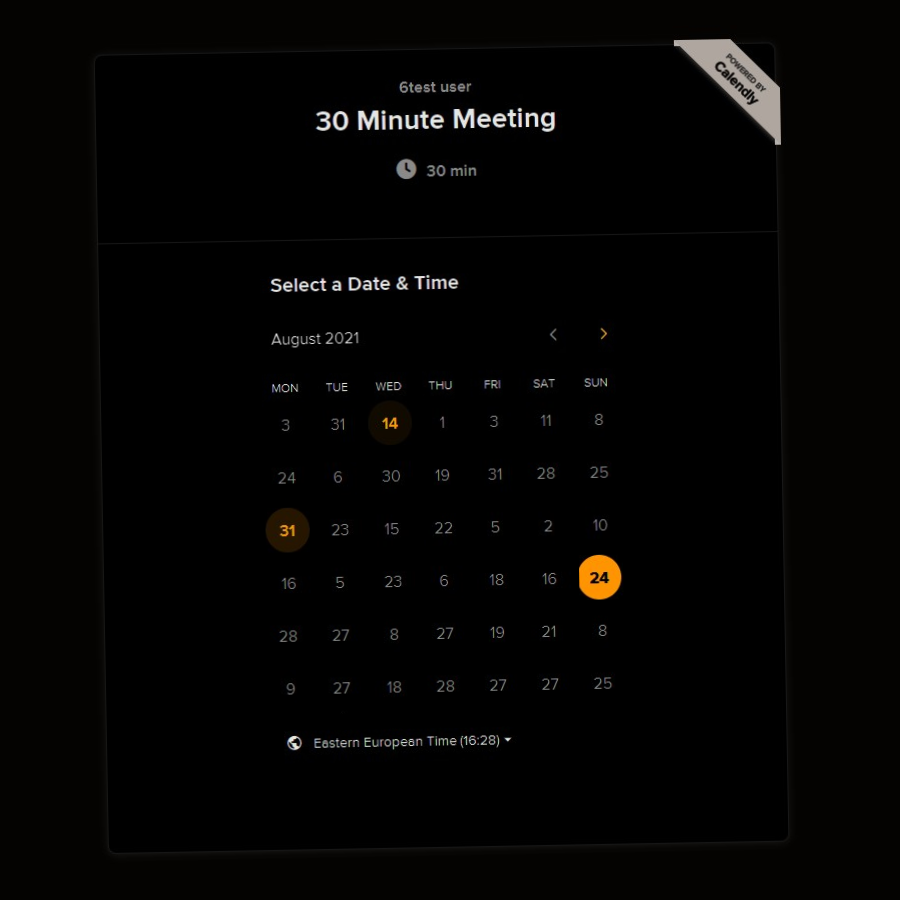 POWERED BY
Calendly
6test user
30 Minute Meeting
30 min
Select a Date & Time
August 2021
MON TUE WED THU FRI SAT SUN
3 31 14 1 3 11 8
24 6 30 19 31 28 25
31 23 15 22 5 2 10
16 5 23 6 18 16 24
28 27 8 27 19 21 8
9 27 18 28 27 27 25
Eastern European Time (16:28)